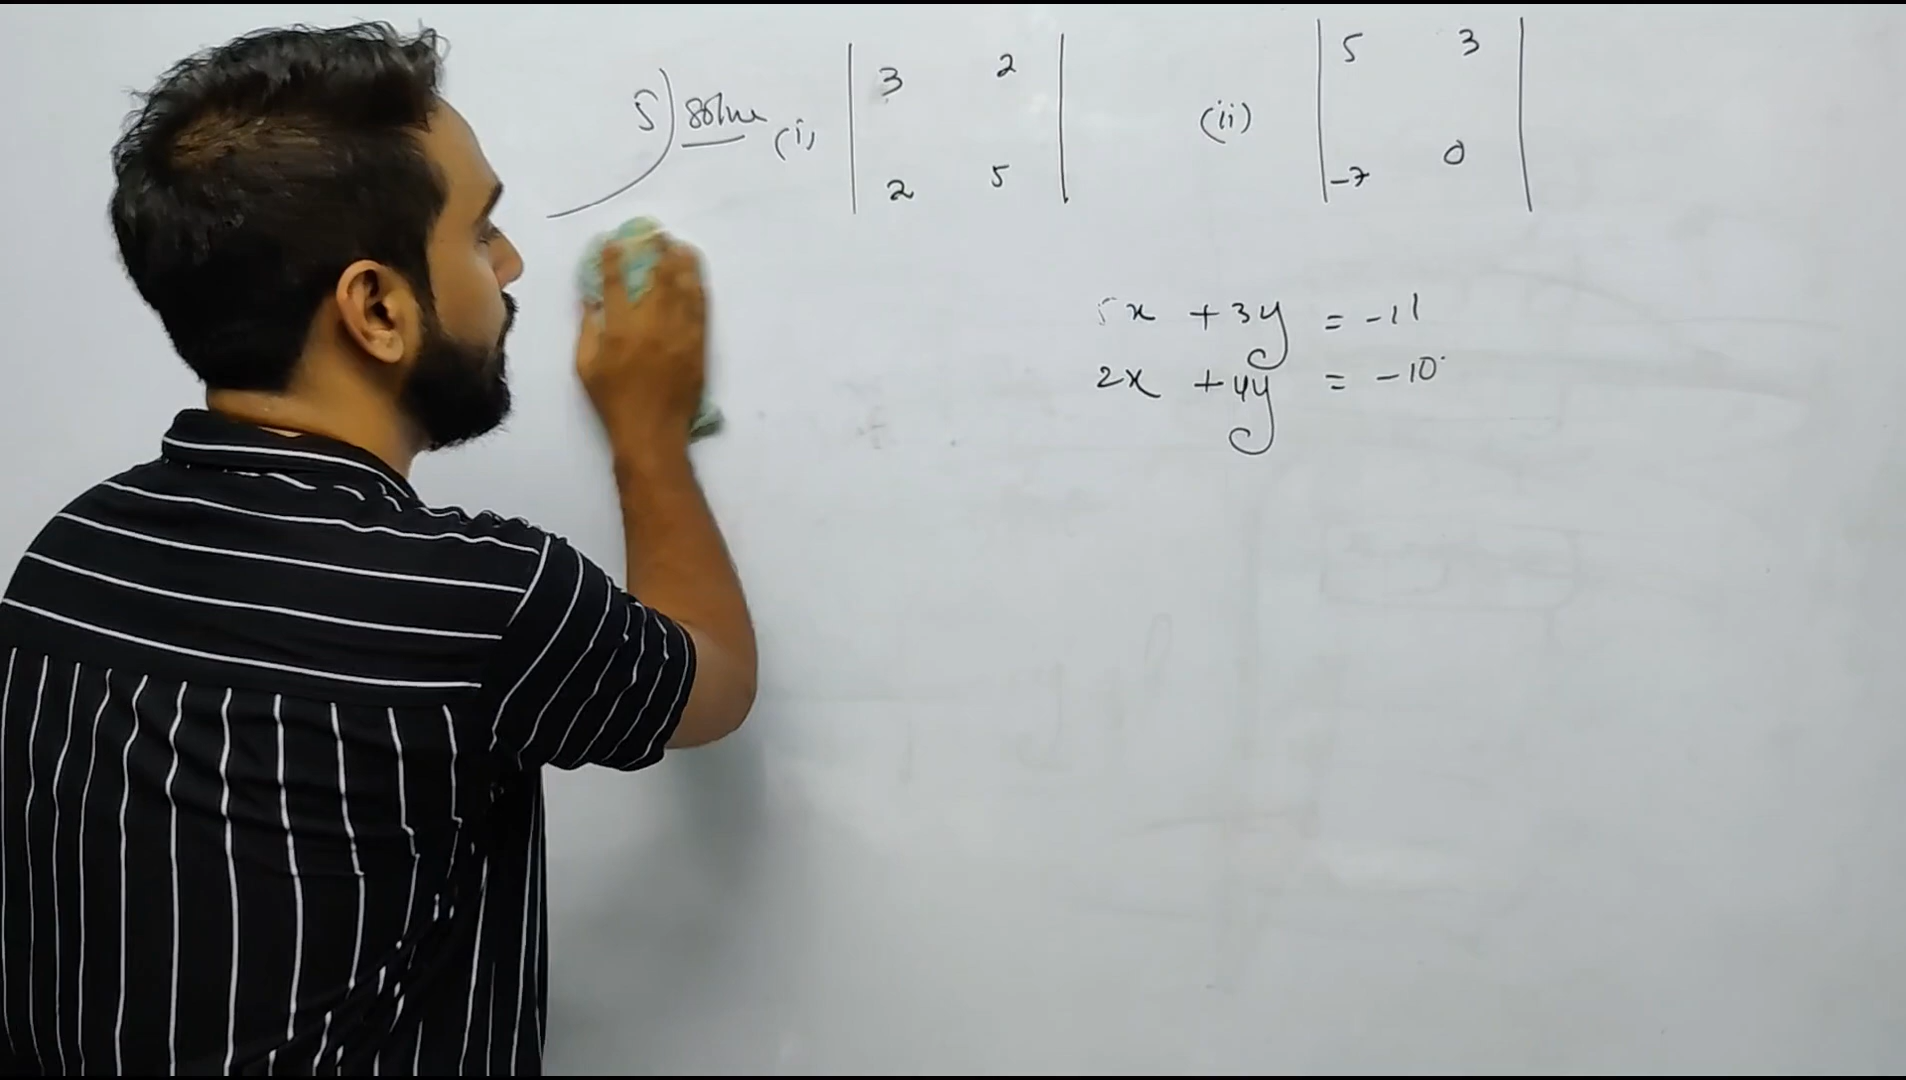 5) solve (i) | 3 2 | (ii) | 5 3 |
| 2 5 | | -7 0 |
5x + 3y = -11
2x + 4y = -10